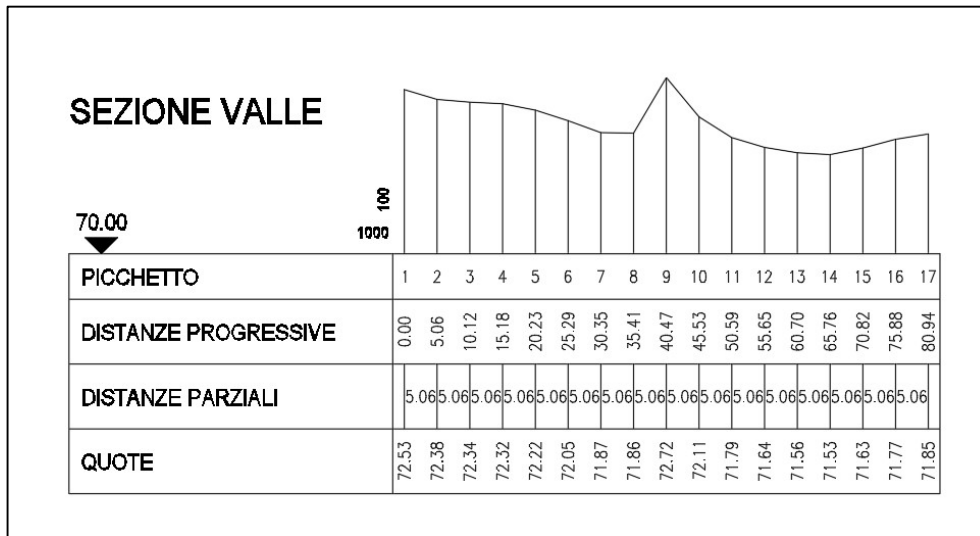 SEZIONE VALLE
100
1000
70.00
PICCHETTO 1 2 3 4 5 6 7 8 9 10 11 12 13 14 15 16 17
DISTANZE PROGRESSIVE 0.00 5.06 10.12 15.18 20.23 25.29 30.35 35.41 40.47 45.53 50.59 55.65 60.70 65.76 70.82 75.88 80.94
DISTANZE PARZIALI 5.06 5.06 5.06 5.06 5.06 5.06 5.06 5.06 5.06 5.06 5.06 5.06 5.06 5.06 5.06 5.06
QUOTE 72.53 72.38 72.34 72.32 72.22 72.05 71.87 71.86 72.72 72.11 71.79 71.64 71.56 71.53 71.63 71.77 71.85